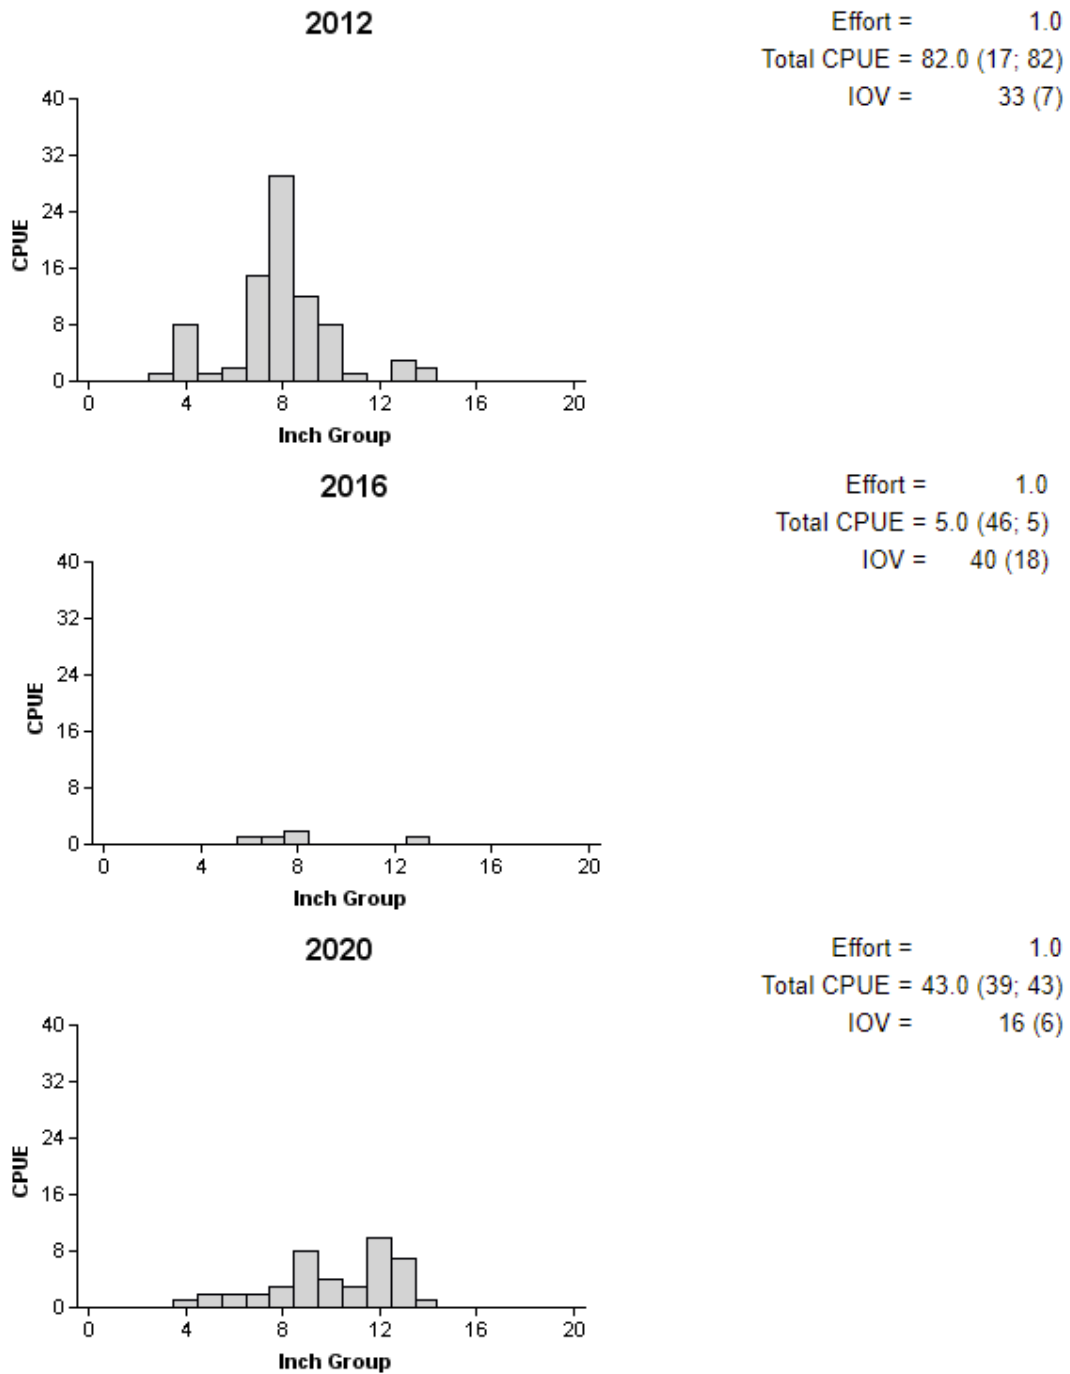 2012
Effort = 1.0
Total CPUE = 82.0 (17; 82)
IOV = 33 (7)
40
32
24
16
8
0
CPUE
0 4 8 12 16 20
Inch Group
2016
Effort = 1.0
Total CPUE = 5.0 (46; 5)
IOV = 40 (18)
40
32
24
16
8
0
CPUE
0 4 8 12 16 20
Inch Group
2020
Effort = 1.0
Total CPUE = 43.0 (39; 43)
IOV = 16 (6)
40
32
24
16
8
0
CPUE
0 4 8 12 16 20
Inch Group